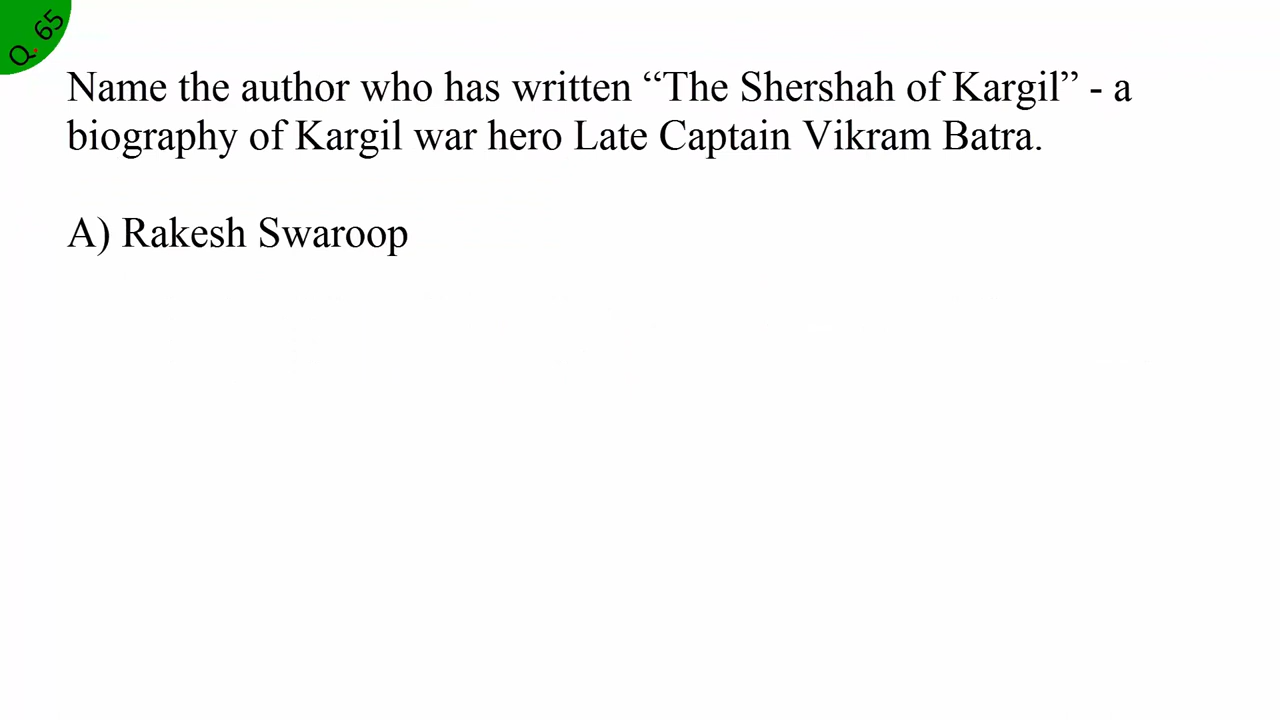 Q. 65
Name the author who has written “The Shershah of Kargil” - a
biography of Kargil war hero Late Captain Vikram Batra.
A) Rakesh Swaroop